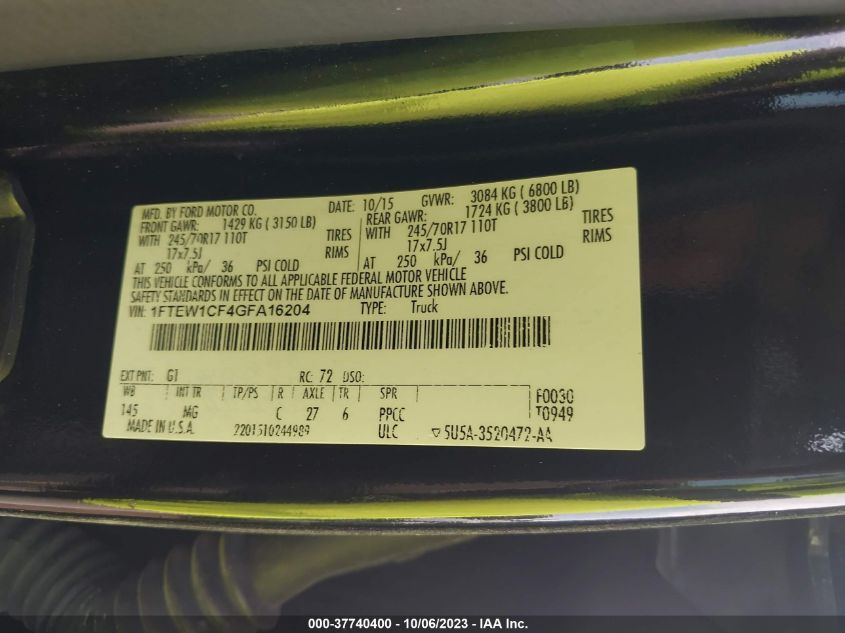 MFD. BY FORD MOTOR CO. DATE: 10/15 GVWR: 3084 KG ( 6800 LB)
FRONT GAWR: 1429 KG ( 3150 LB) REAR GAWR: 1724 KG ( 3800 LB)
WITH 245/70R17 110T TIRES WITH 245/70R17 110T TIRES
17x7.5J RIMS 17x7.5J RIMS
AT 250 kPa/ 36 PSI COLD AT 250 kPa/ 36 PSI COLD
THIS VEHICLE CONFORMS TO ALL APPLICABLE FEDERAL MOTOR VEHICLE
SAFETY STANDARDS IN EFFECT ON THE DATE OF MANUFACTURE SHOWN ABOVE.
VIN: 1FTEW1CF4GFA16204 TYPE: Truck
EXT PNT: G1 RC: 72 DSO:
WB INT TR TP/PS R AXLE TR SPR F0030
145 MG C 27 6 PPCC T0949
MADE IN U.S.A. 2201510244989 ULC ▽ 5U5A-3520472-AA
000-37740400 - 10/06/2023 - IAA Inc.